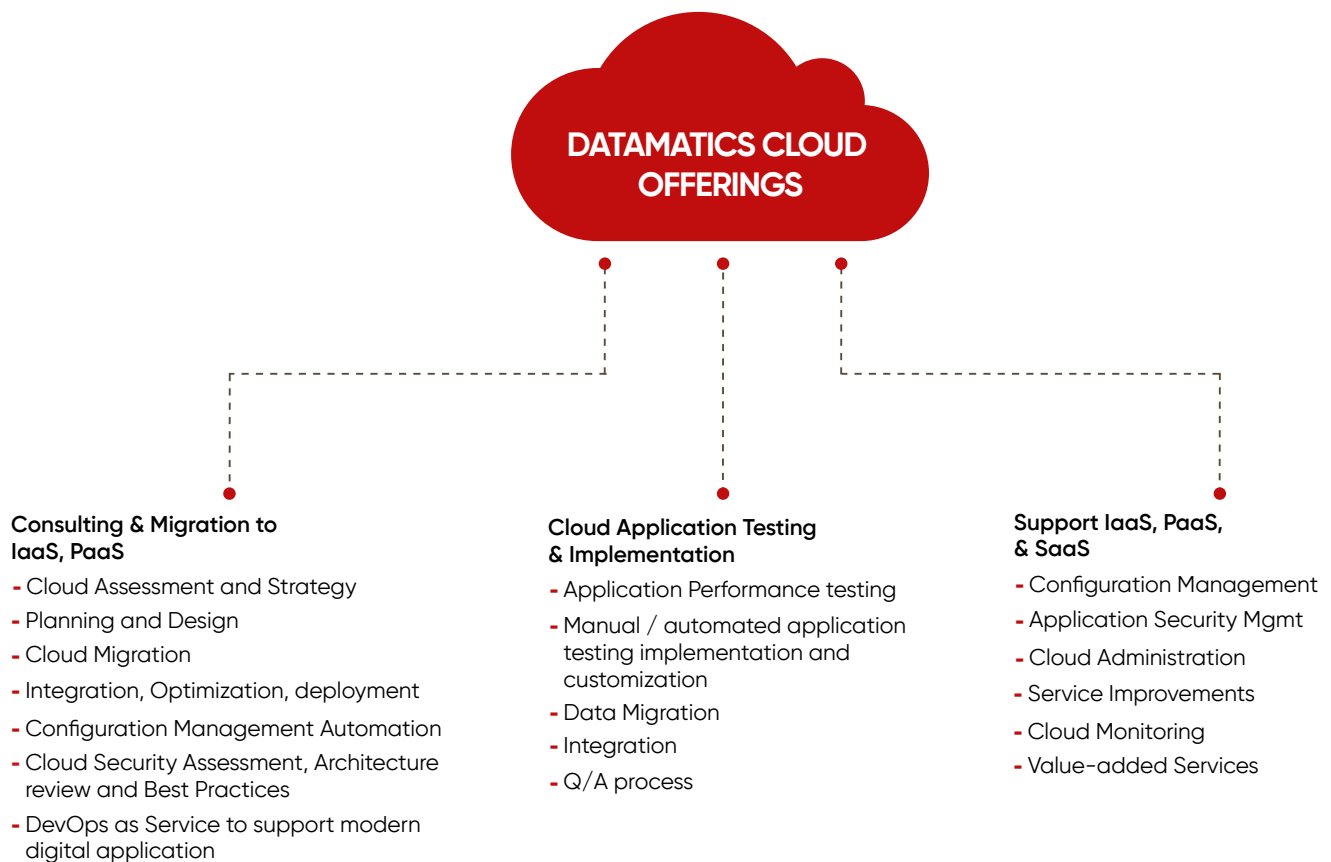 DATAMATICS CLOUD
OFFERINGS
Consulting & Migration to
IaaS, PaaS
- Cloud Assessment and Strategy
- Planning and Design
- Cloud Migration
- Integration, Optimization, deployment
- Configuration Management Automation
- Cloud Security Assessment, Architecture
review and Best Practices
- DevOps as Service to support modern
digital application
Cloud Application Testing
& Implementation
- Application Performance testing
- Manual / automated application
testing implementation and
customization
- Data Migration
- Integration
- Q/A process
Support IaaS, PaaS,
& SaaS
- Configuration Management
- Application Security Mgmt
- Cloud Administration
- Service Improvements
- Cloud Monitoring
- Value-added Services